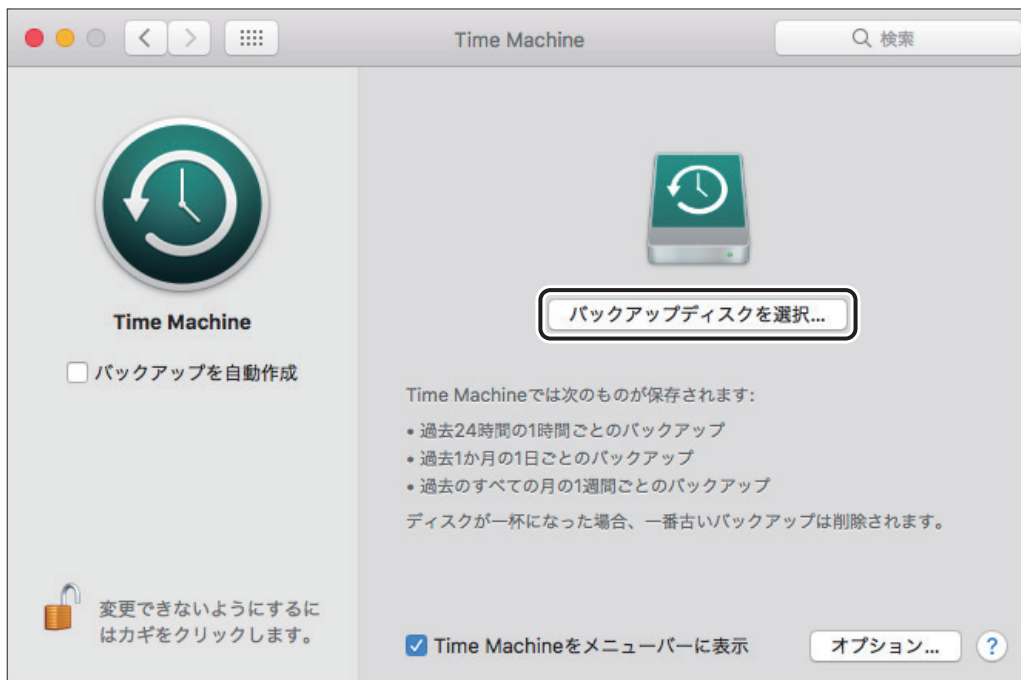 Time Machine
検索
Time Machine
バックアップを自動作成
変更できないようにするに
はカギをクリックします。
バックアップディスクを選択...
Time Machineでは次のものが保存されます:
• 過去24時間の1時間ごとのバックアップ
• 過去1か月の1日ごとのバックアップ
• 過去のすべての月の1週間ごとのバックアップ
ディスクが一杯になった場合、一番古いバックアップは削除されます。
Time Machineをメニューバーに表示
オプション...
?